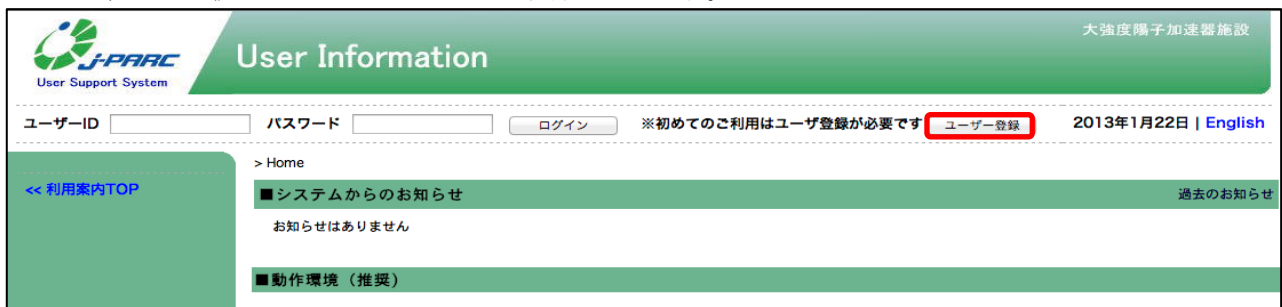 大強度陽子加速器施設
J-PARC
User Support System
User Information
ユーザーID パスワード ログイン ※初めてのご利用はユーザ登録が必要です ユーザー登録 2013年1月22日 | English
> Home
<< 利用案内TOP
■システムからのお知らせ 過去のお知らせ
お知らせはありません
■動作環境（推奨）